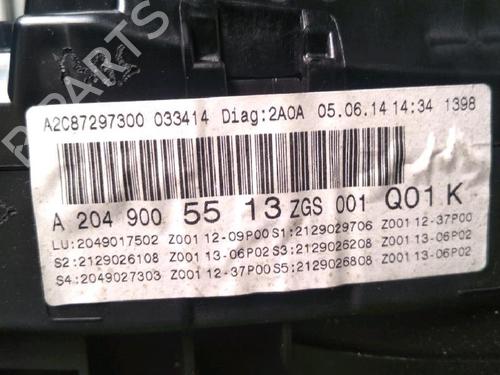 PARTS
A2C87297300 033414 Diag:2A0A 05.06.14 14:34 1398
A 204 900 55 13 ZGS 001 Q01 K
LU:2049017502 Z001 12-09P00 S1:2129029706 Z001 12-37P00
S2:2129026108 Z001 13-06P02 S3:2129026208 Z001 13-06P02
S4:2049027303 Z001 12-37P00 S5:2129026808 Z001 13-06P02